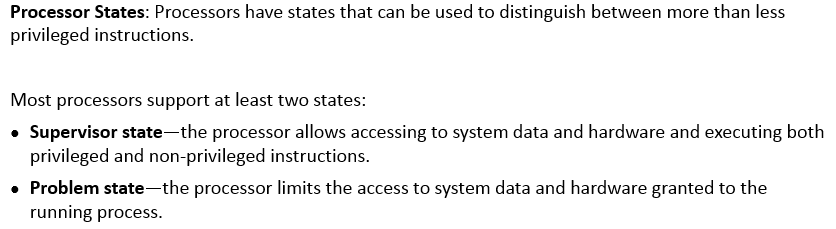 Processor States: Processors have states that can be used to distinguish between more than less
privileged instructions.
Most processors support at least two states:
• Supervisor state—the processor allows accessing to system data and hardware and executing both
privileged and non-privileged instructions.
• Problem state—the processor limits the access to system data and hardware granted to the
running process.